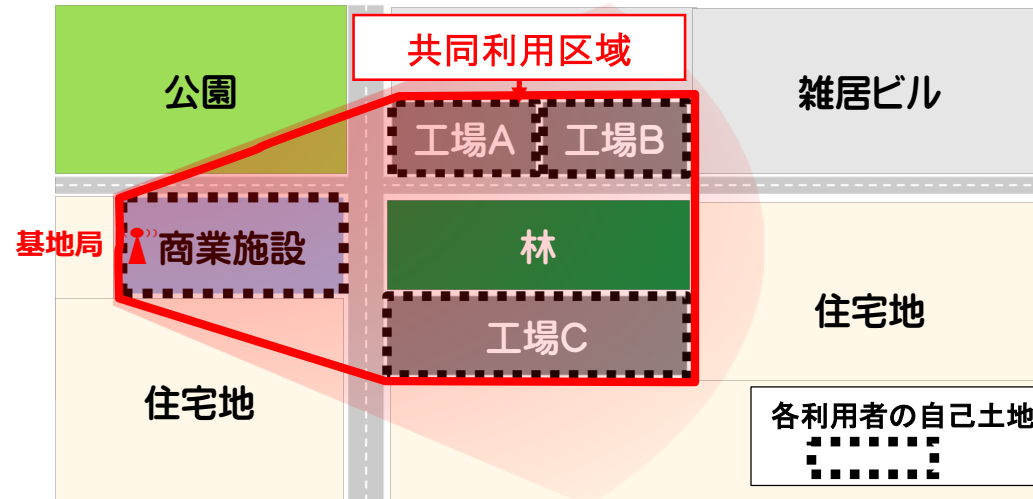 共同利用区域
公園
雑居ビル
工場A
工場B
基地局
商業施設
林
住宅地
工場C
住宅地
各利用者の自己土地